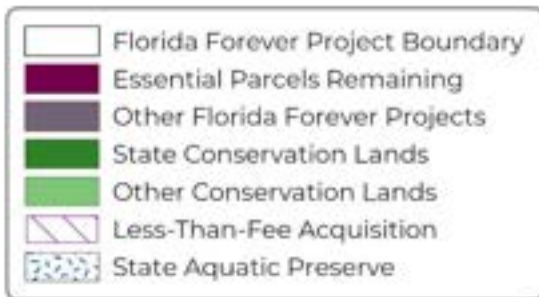 Florida Forever Project Boundary
Essential Parcels Remaining
Other Florida Forever Projects
State Conservation Lands
Other Conservation Lands
Less-Than-Fee Acquisition
State Aquatic Preserve